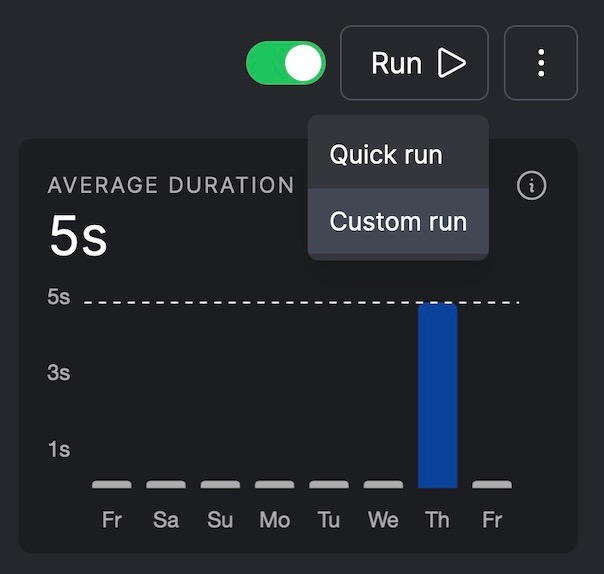 Run
Quick run
Custom run
AVERAGE DURATION
5s
5s
3s
1s
Fr Sa Su Mo Tu We Th Fr